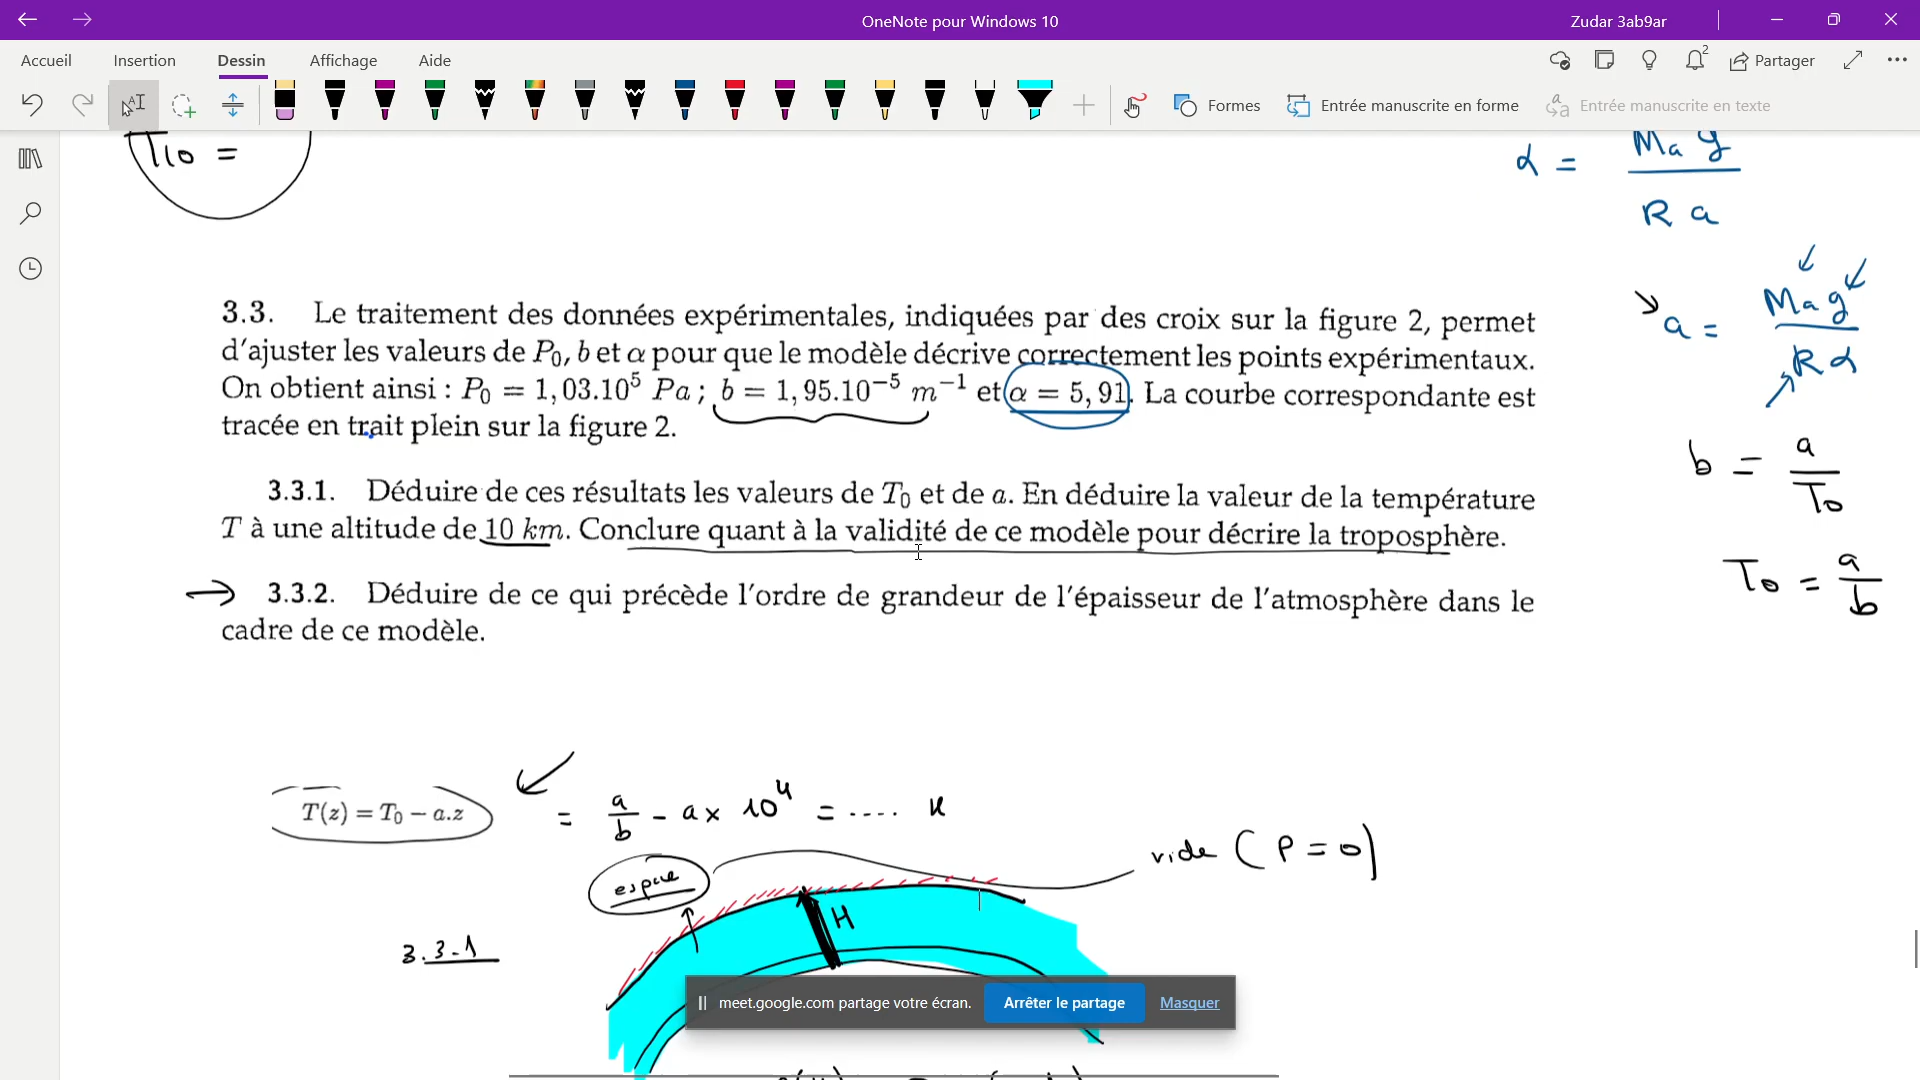 OneNote pour Windows 10
Zudar 3ab9ar
Accueil Insertion Dessin Affichage Aide
2 Partager
Formes Entrée manuscrite en forme Entrée manuscrite en texte
T10 =
α = Ma g / R a
3.3. Le traitement des données expérimentales, indiquées par des croix sur la figure 2, permet
d'ajuster les valeurs de P0, b et α pour que le modèle décrive correctement les points expérimentaux.
On obtient ainsi : P0 = 1,03.10^5 Pa ; b = 1,95.10^−5 m^−1 et α = 5,91. La courbe correspondante est
tracée en trait plein sur la figure 2.
a = Ma g / R α
b = a / T0
3.3.1. Déduire de ces résultats les valeurs de T0 et de a. En déduire la valeur de la température
T à une altitude de 10 km. Conclure quant à la validité de ce modèle pour décrire la troposphère.
T0 = a / b
3.3.2. Déduire de ce qui précède l'ordre de grandeur de l'épaisseur de l'atmosphère dans le
cadre de ce modèle.
T(z) = T0 − a.z = a / b - a x 10^4 = .... K
vide (P = 0)
espace
H
3.3-1
meet.google.com partage votre écran. Arrêter le partage Masquer